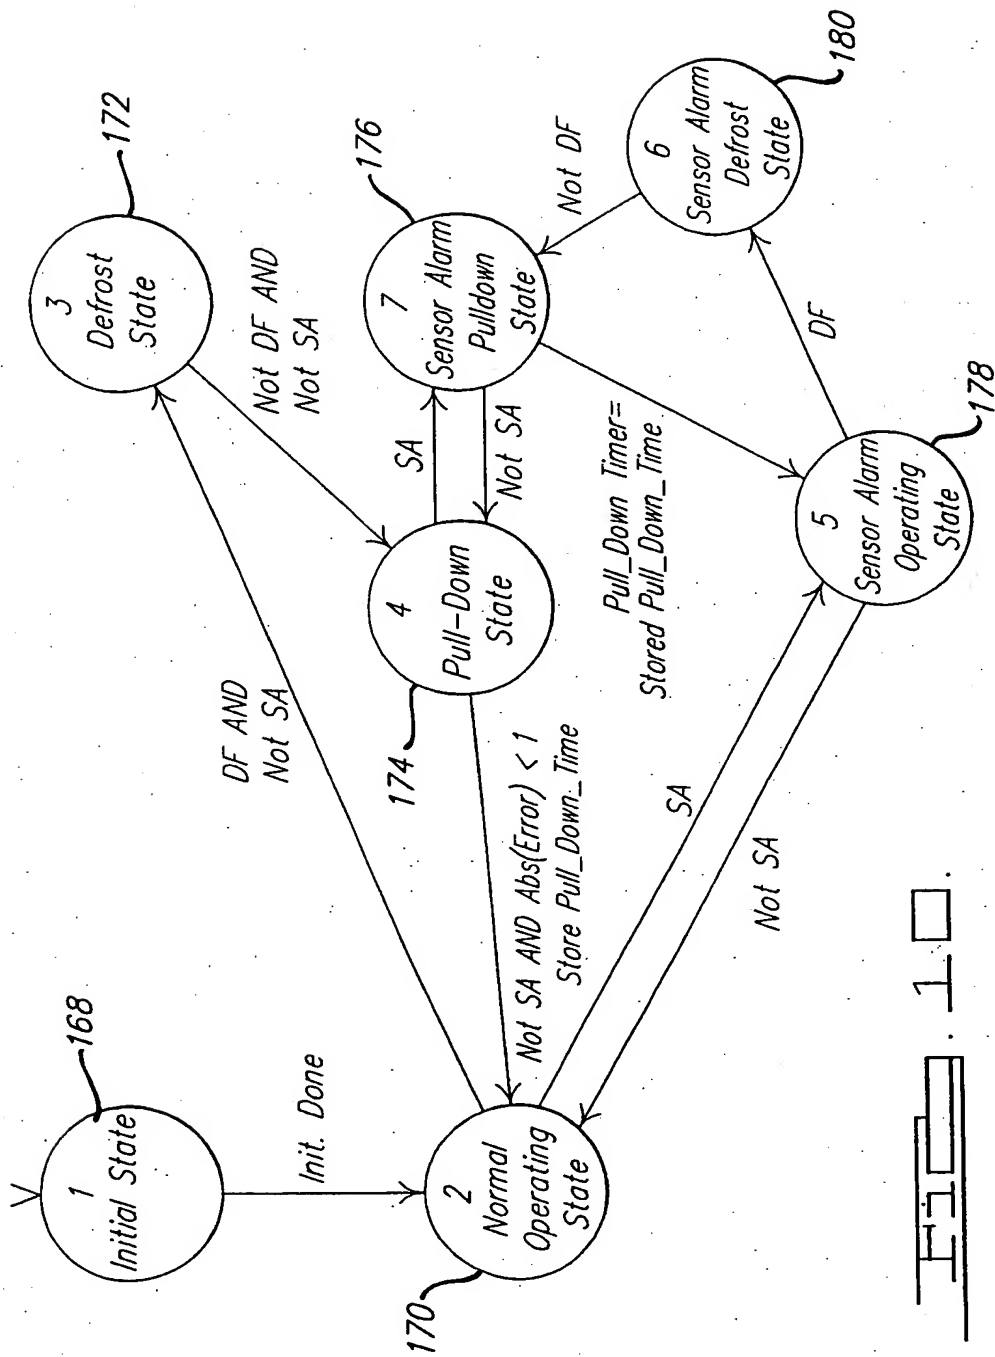 168
1
Initial State
Init. Done
170
2
Normal
Operating
State
DF AND
Not SA
172
3
Defrost
State
Not DF AND
Not SA
174
4
Pull-Down
State
SA
Not SA
176
7
Sensor Alarm
Pulldown
State
Not SA AND Abs(Error) < 1
Store Pull_Down_Time
Pull_Down Timer=
Stored Pull_Down_Time
Not DF
180
6
Sensor Alarm
Defrost
State
DF
178
5
Sensor Alarm
Operating
State
SA
Not SA
Fig. 10.